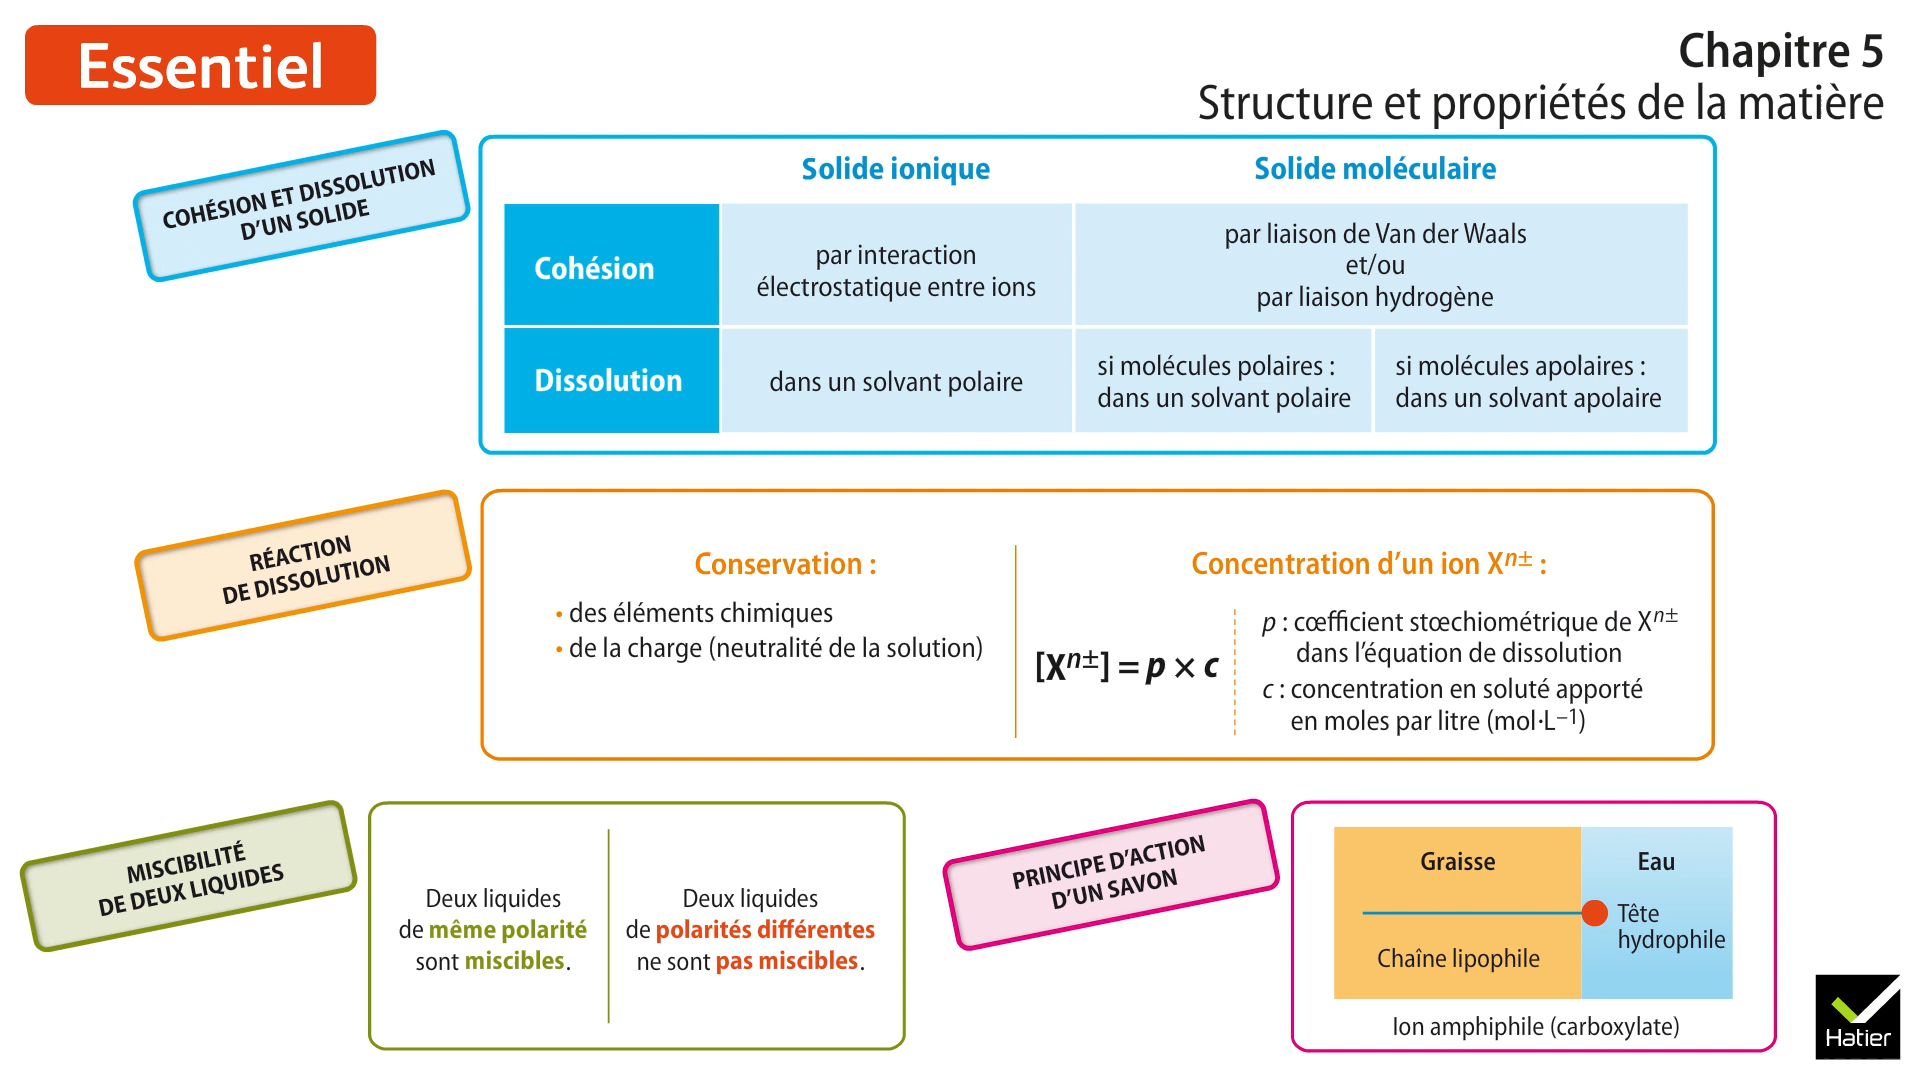 Essentiel
Chapitre 5
Structure et propriétés de la matière
COHÉSION ET DISSOLUTION
D’UN SOLIDE
Solide ionique
Solide moléculaire
Cohésion
par interaction
électrostatique entre ions
par liaison de Van der Waals
et/ou
par liaison hydrogène
Dissolution
dans un solvant polaire
si molécules polaires :
dans un solvant polaire
si molécules apolaires :
dans un solvant apolaire
RÉACTION
DE DISSOLUTION
Conservation :
• des éléments chimiques
• de la charge (neutralité de la solution)
Concentration d’un ion Xⁿ± :
[Xⁿ±] = p × c
p : cœfficient stœchiométrique de Xⁿ±
dans l’équation de dissolution
c : concentration en soluté apporté
en moles par litre (mol·L⁻¹)
MISCIBILITÉ
DE DEUX LIQUIDES
Deux liquides
de même polarité
sont miscibles.
Deux liquides
de polarités différentes
ne sont pas miscibles.
PRINCIPE D’ACTION
D’UN SAVON
Graisse
Eau
Tête
hydrophile
Chaîne lipophile
Ion amphiphile (carboxylate)
Hatier